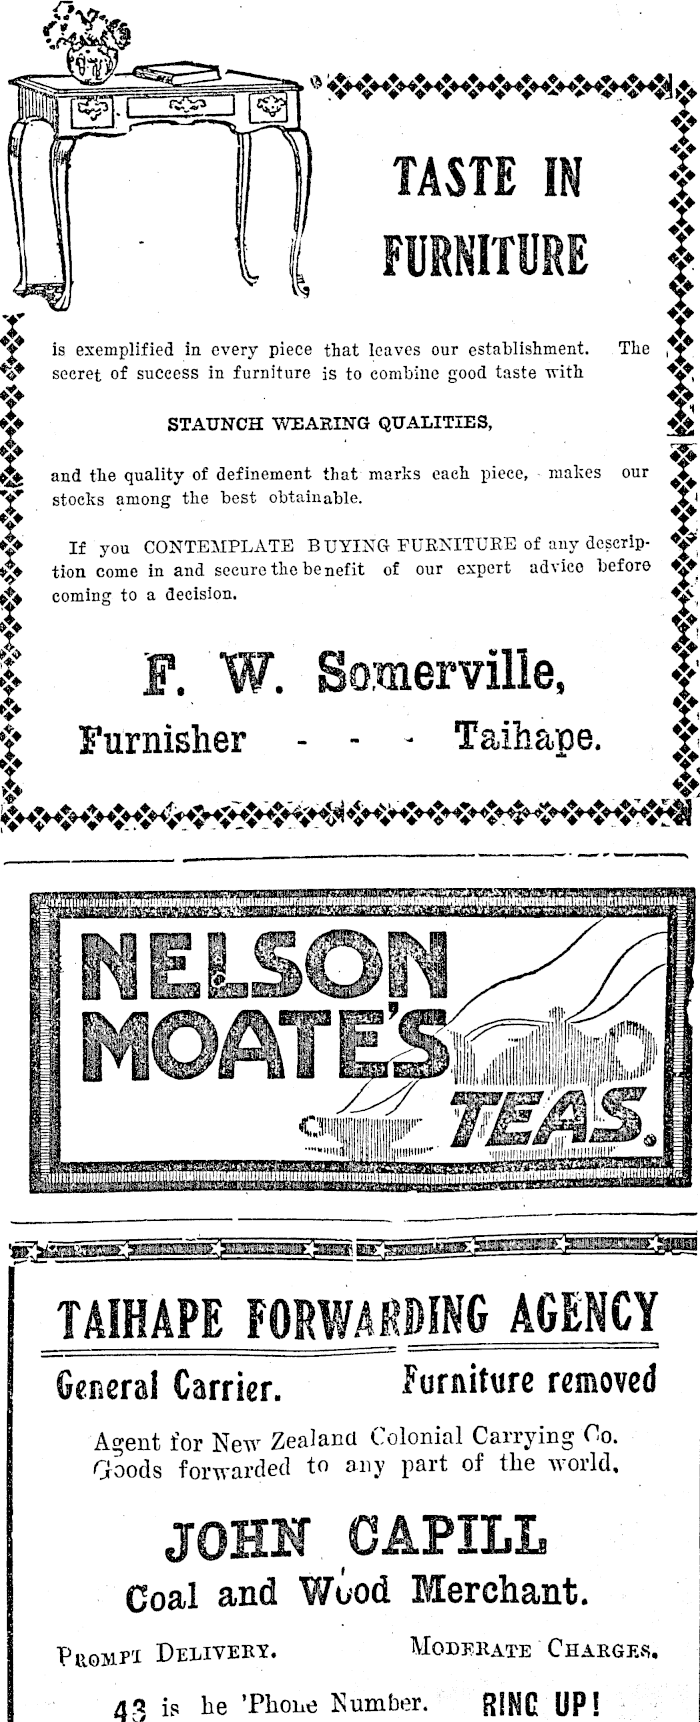 TASTE IN
FURNITURE
is exemplified in every piece that leaves our establishment. The
secret of success in furniture is to combine good taste with
STAUNCH WEARING QUALITIES,
and the quality of definement that marks each piece, makes our
stocks among the best obtainable.
If you CONTEMPLATE BUYING FURNITURE of any descrip-
tion come in and secure the benefit of our expert advice before
coming to a decision.
F. W. Somerville,
Furnisher - - - Taihape.
NELSON
MOATE'S
TEAS.
TAIHAPE FORWARDING AGENCY
General Carrier. Furniture removed
Agent for New Zealand Colonial Carrying Co.
Goods forwarded to any part of the world.
JOHN CAPILL
Coal and Wood Merchant.
PROMPT DELIVERY. MODERATE CHARGES.
43 is he 'Phone Number. RING UP!